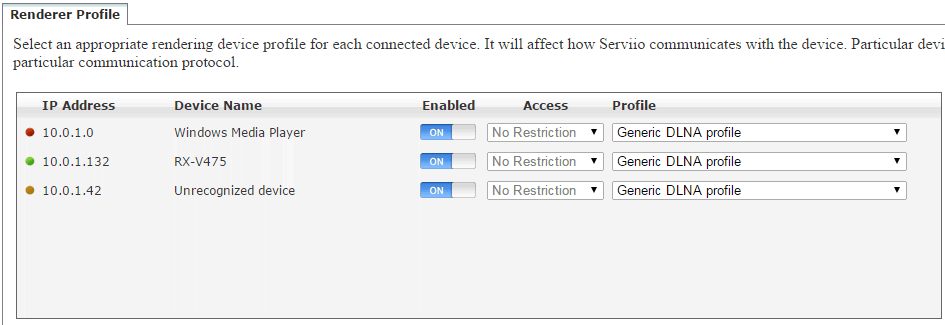 Renderer Profile
Select an appropriate rendering device profile for each connected device. It will affect how Serviio communicates with the device. Particular devi
particular communication protocol.
IP Address Device Name Enabled Access Profile
10.0.1.0 Windows Media Player ON No Restriction Generic DLNA profile
10.0.1.132 RX-V475 ON No Restriction Generic DLNA profile
10.0.1.42 Unrecognized device ON No Restriction Generic DLNA profile